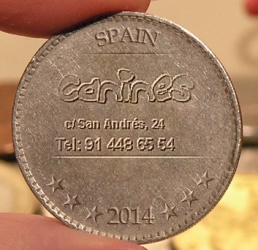 SPAIN
canines
c/San Andrés, 24
Tel: 91 448 65 54
2014